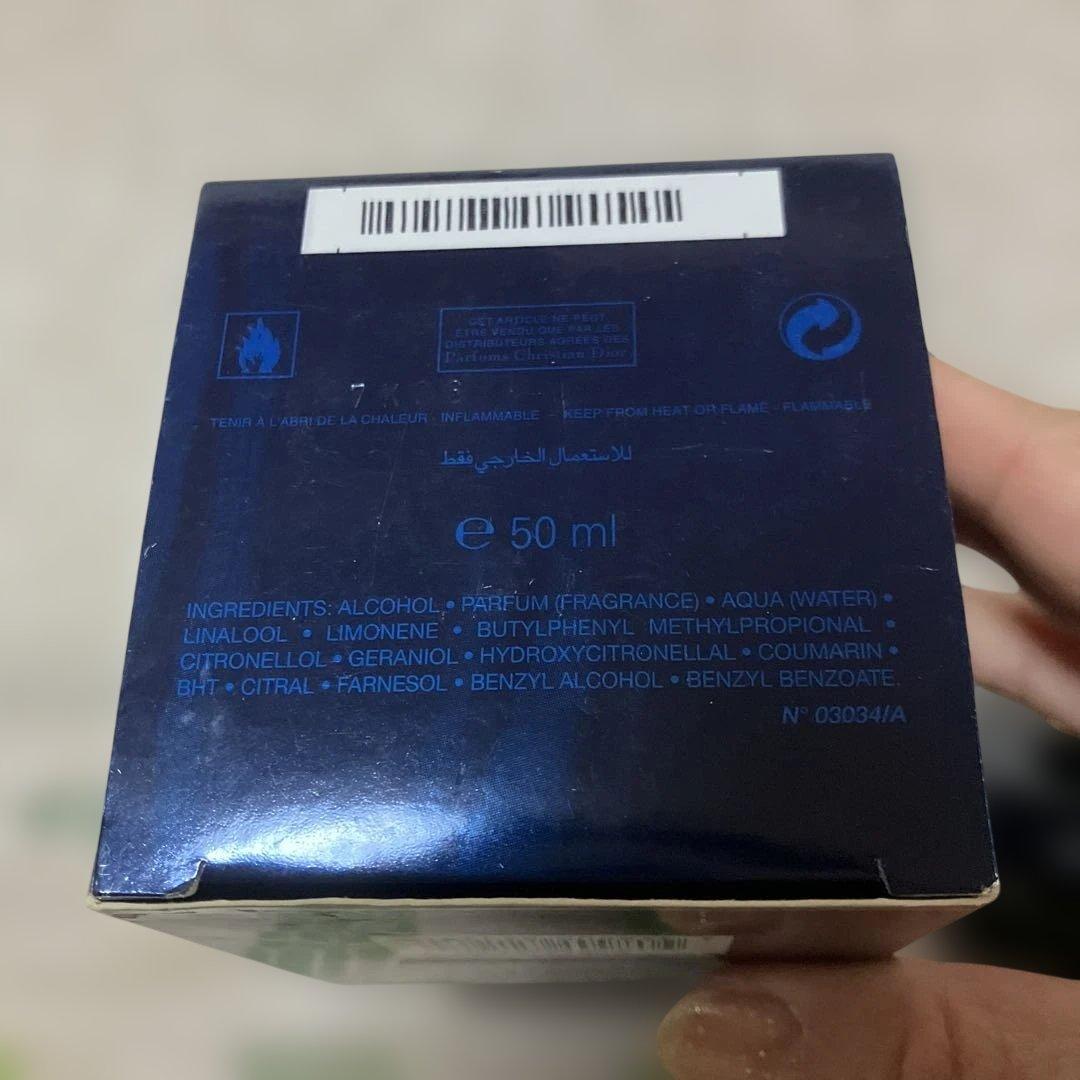 CET ARTICLE NE PEUT
ÊTRE VENDU QUE PAR LES
DISTRIBUTEURS AGRÉÉS DES
Parfums Christian Dior
7
TENIR À L'ABRI DE LA CHALEUR - INFLAMMABLE - KEEP FROM HEAT OR FLAME - FLAMMABLE
للاستعمال الخارجي فقط
℮ 50 ml
INGREDIENTS: ALCOHOL • PARFUM (FRAGRANCE) • AQUA (WATER) •
LINALOOL • LIMONENE • BUTYLPHENYL METHYLPROPIONAL •
CITRONELLOL • GERANIOL • HYDROXYCITRONELLAL • COUMARIN •
BHT • CITRAL • FARNESOL • BENZYL ALCOHOL • BENZYL BENZOATE.
N° 03034/A